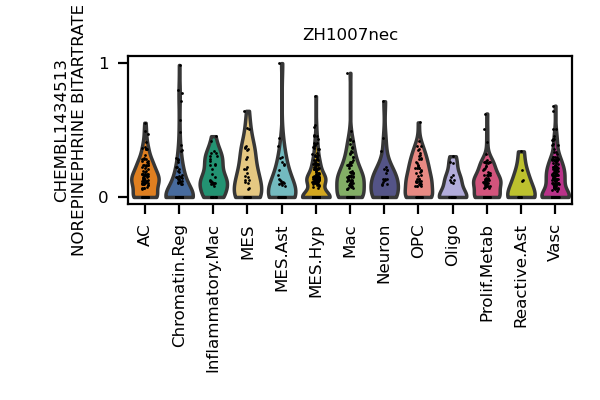 ZH1007nec
CHEMBL1434513
NOREPINEPHRINE BITARTRATE
1
0
AC
Chromatin.Reg
Inflammatory.Mac
MES
MES.Ast
MES.Hyp
Mac
Neuron
OPC
Oligo
Prolif.Metab
Reactive.Ast
Vasc